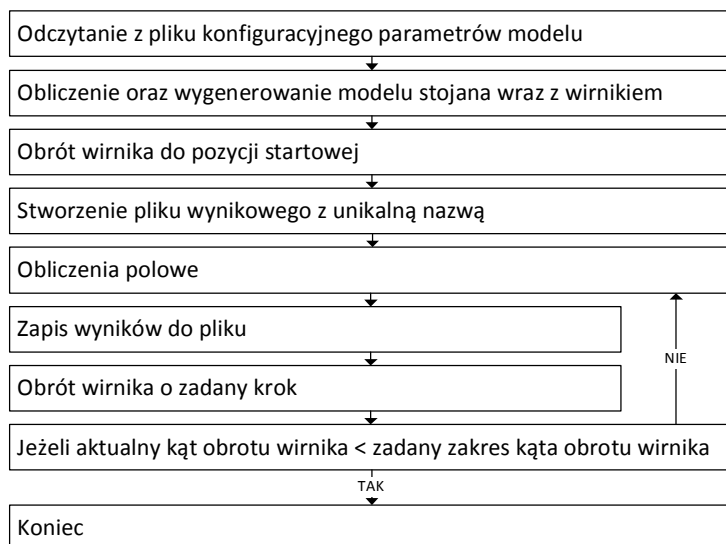 Odczytanie z pliku konfiguracyjnego parametrów modelu
Obliczenie oraz wygenerowanie modelu stojana wraz z wirnikiem
Obrót wirnika do pozycji startowej
Stworzenie pliku wynikowego z unikalną nazwą
Obliczenia polowe
Zapis wyników do pliku
NIE
Obrót wirnika o zadany krok
Jeżeli aktualny kąt obrotu wirnika < zadany zakres kąta obrotu wirnika
TAK
Koniec